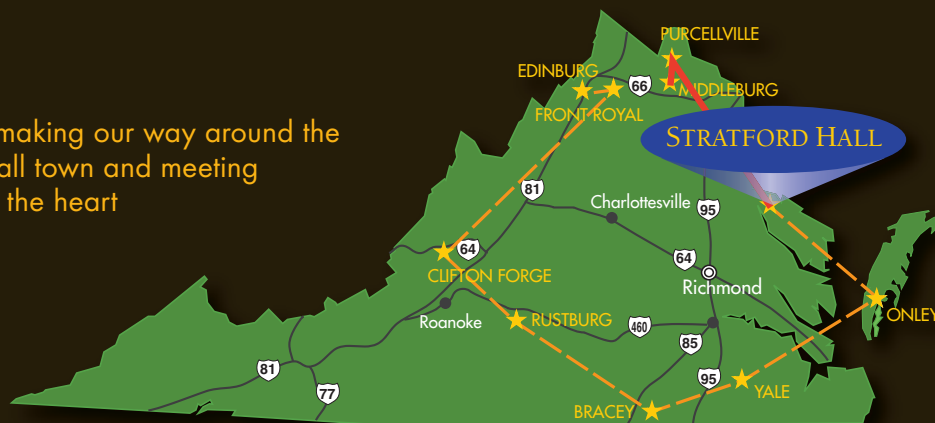 making our way around the
all town and meeting
the heart
PURCELLVILLE
EDINBURG
66
MIDDLEBURG
FRONT ROYAL
STRATFORD HALL
81
Charlottesville
95
64
64
CLIFTON FORGE
Richmond
Roanoke
RUSTBURG
460
ONLEY
85
81
95
77
YALE
BRACEY